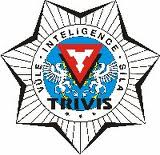 VŮLE - INTELIGENCE - SÍLA
TRIVIS